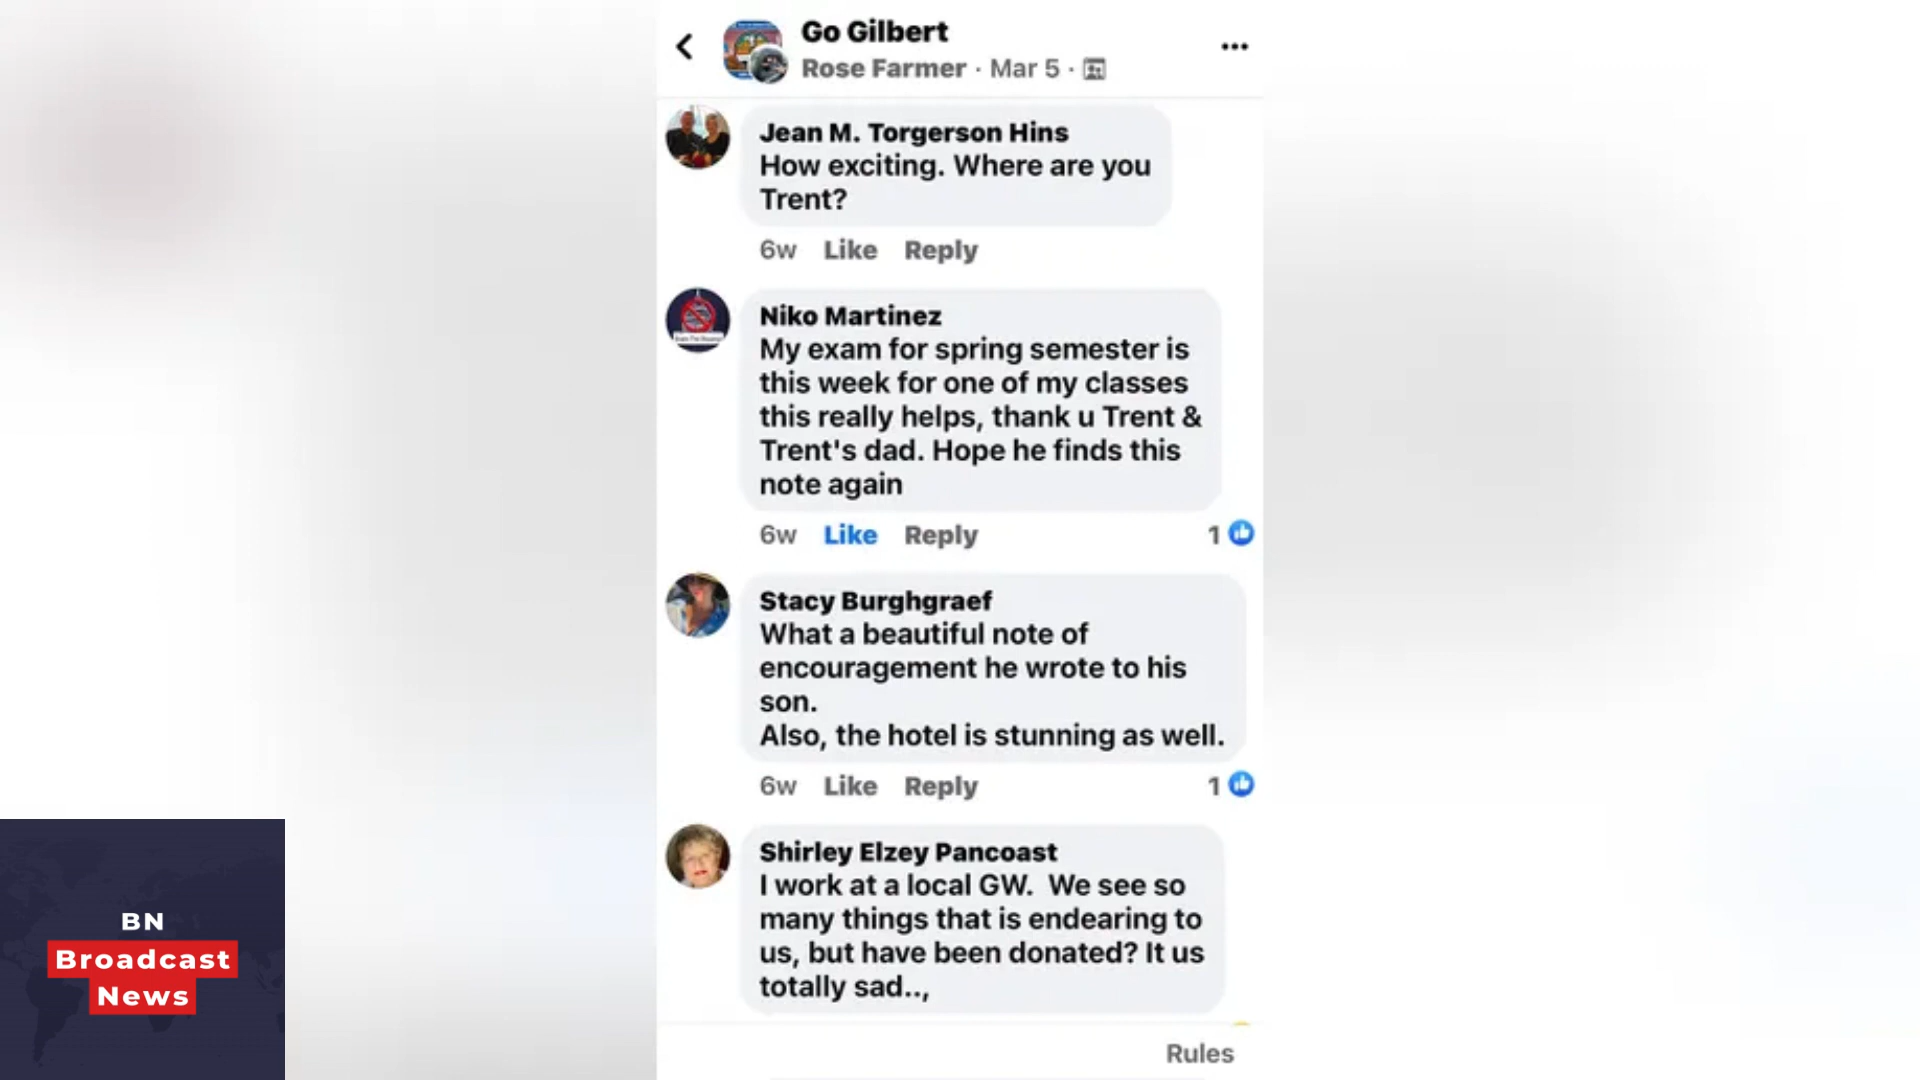 Go Gilbert
Rose Farmer · Mar 5 ·
Jean M. Torgerson Hins
How exciting. Where are you
Trent?
6w Like Reply
Niko Martinez
My exam for spring semester is
this week for one of my classes
this really helps, thank u Trent &
Trent's dad. Hope he finds this
note again
6w Like Reply 1
Stacy Burghgraef
What a beautiful note of
encouragement he wrote to his
son.
Also, the hotel is stunning as well.
6w Like Reply 1
Shirley Elzey Pancoast
I work at a local GW. We see so
many things that is endearing to
us, but have been donated? It us
totally sad..,
Rules
BN
Broadcast
News